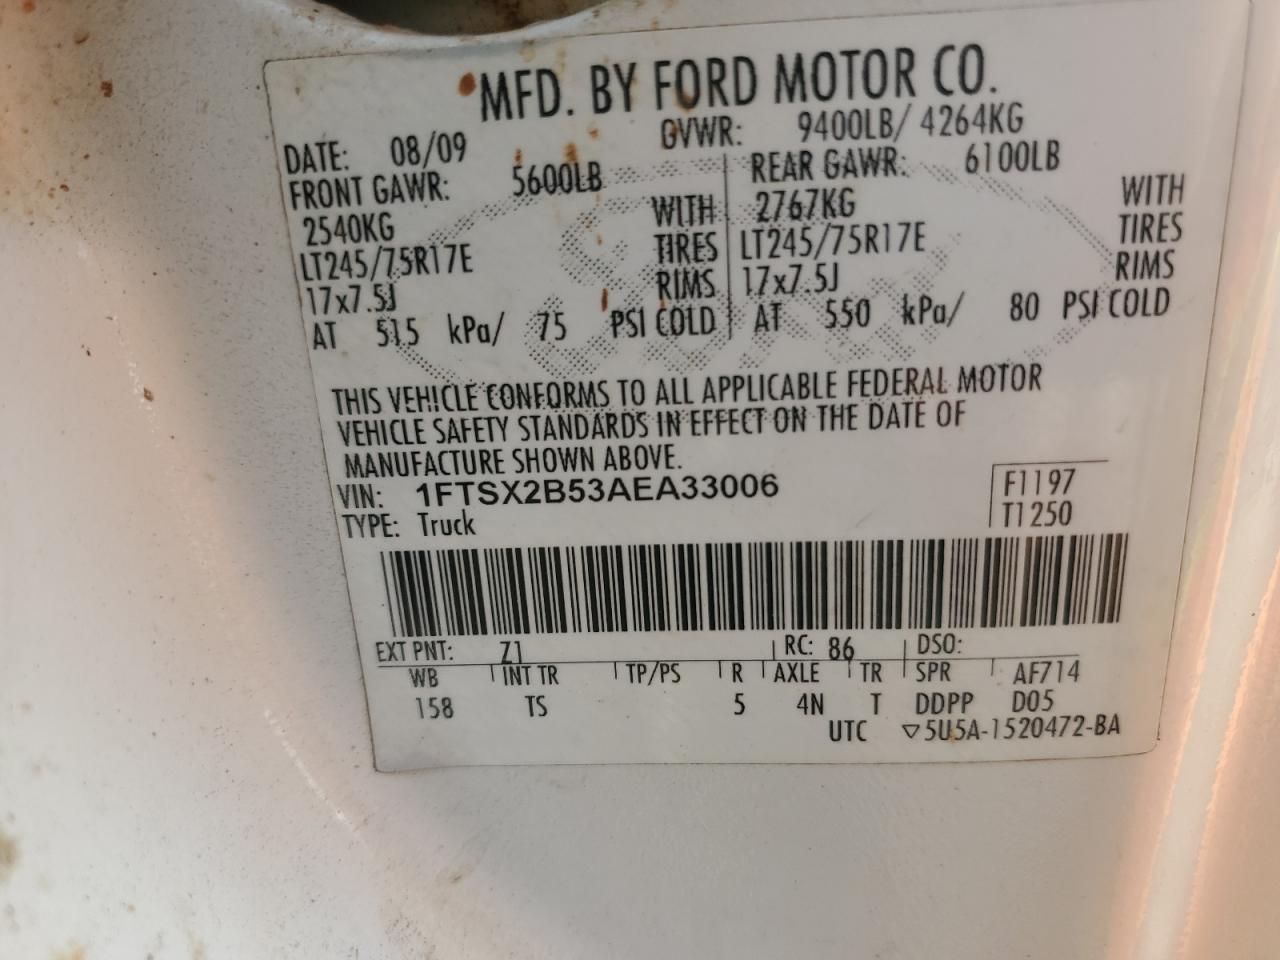 MFD. BY FORD MOTOR CO.
DATE: 08/09 GVWR: 9400LB/ 4264KG
FRONT GAWR: 5600LB REAR GAWR: 6100LB
2540KG WITH 2767KG WITH
LT245/75R17E TIRES LT245/75R17E TIRES
17x7.5J RIMS 17x7.5J RIMS
AT 515 kPa/ 75 PSI COLD AT 550 kPa/ 80 PSI COLD
THIS VEHICLE CONFORMS TO ALL APPLICABLE FEDERAL MOTOR
VEHICLE SAFETY STANDARDS IN EFFECT ON THE DATE OF
MANUFACTURE SHOWN ABOVE.
VIN: 1FTSX2B53AEA33006 F1197
TYPE: Truck T1250
EXT PNT: Z1 RC: 86 DSO:
WB INT TR TP/PS R AXLE TR SPR AF714
158 TS 5 4N T DDPP D05
UTC ▽5U5A-1520472-BA